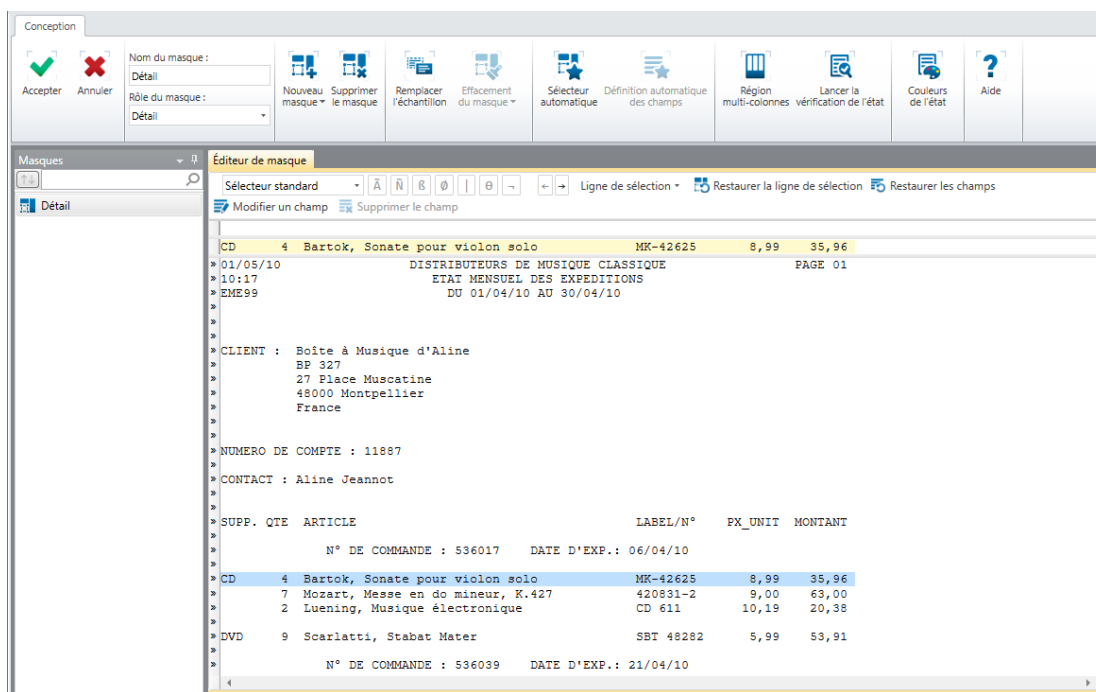 Conception
Accepter
Annuler
Nom du masque :
Détail
Rôle du masque :
Détail
Nouveau masque
Supprimer le masque
Remplacer l'échantillon
Effacement du masque
Sélecteur automatique
Définition automatique des champs
Région multi-colonnes
Lancer la vérification de l'état
Couleurs de l'état
Aide
Masques
Détail
Éditeur de masque
Sélecteur standard Ã Ñ ß Ø | θ ¬ ← → Ligne de sélection Restaurer la ligne de sélection Restaurer les champs
Modifier un champ Supprimer le champ
CD 4 Bartok, Sonate pour violon solo MK-42625 8,99 35,96
01/05/10 DISTRIBUTEURS DE MUSIQUE CLASSIQUE PAGE 01
10:17 ETAT MENSUEL DES EXPEDITIONS
EME99 DU 01/04/10 AU 30/04/10
CLIENT : Boîte à Musique d'Aline
BP 327
27 Place Muscatine
48000 Montpellier
France
NUMERO DE COMPTE : 11887
CONTACT : Aline Jeannot
SUPP. QTE ARTICLE LABEL/N° PX_UNIT MONTANT
N° DE COMMANDE : 536017 DATE D'EXP.: 06/04/10
CD 4 Bartok, Sonate pour violon solo MK-42625 8,99 35,96
7 Mozart, Messe en do mineur, K.427 420831-2 9,00 63,00
2 Luening, Musique électronique CD 611 10,19 20,38
DVD 9 Scarlatti, Stabat Mater SBT 48282 5,99 53,91
N° DE COMMANDE : 536039 DATE D'EXP.: 21/04/10